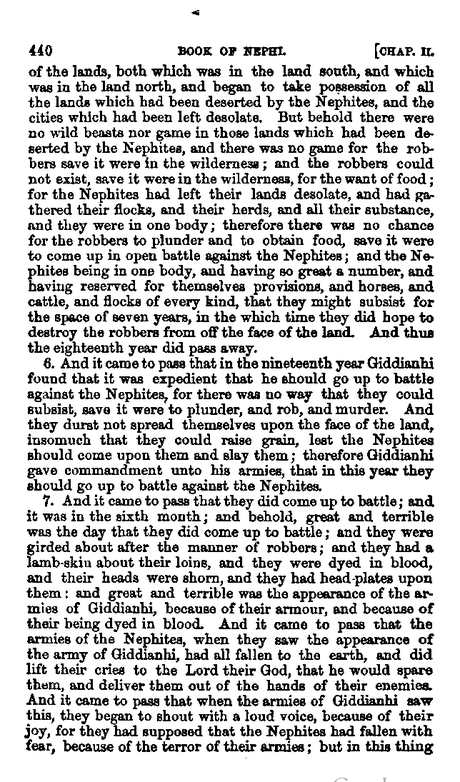 440 BOOK OF NEPHI. [CHAP. II.
of the lands, both which was in the land south, and which
was in the land north, and began to take possession of all
the lands which had been deserted by the Nephites, and the
cities which had been left desolate. But behold there were
no wild beasts nor game in those lands which had been de-
serted by the Nephites, and there was no game for the rob-
bers save it were in the wilderness; and the robbers could
not exist, save it were in the wilderness, for the want of food;
for the Nephites had left their lands desolate, and had ga-
thered their flocks, and their herds, and all their substance,
and they were in one body; therefore there was no chance
for the robbers to plunder and to obtain food, save it were
to come up in open battle against the Nephites; and the Ne-
phites being in one body, and having so great a number, and
having reserved for themselves provisions, and horses, and
cattle, and flocks of every kind, that they might subsist for
the space of seven years, in the which time they did hope to
destroy the robbers from off the face of the land. And thus
the eighteenth year did pass away.
6. And it came to pass that in the nineteenth year Giddianhi
found that it was expedient that he should go up to battle
against the Nephites, for there was no way that they could
subsist, save it were to plunder, and rob, and murder. And
they durst not spread themselves upon the face of the land,
insomuch that they could raise grain, lest the Nephites
should come upon them and slay them; therefore Giddianhi
gave commandment unto his armies, that in this year they
should go up to battle against the Nephites.
7. And it came to pass that they did come up to battle; and
it was in the sixth month; and behold, great and terrible
was the day that they did come up to battle; and they were
girded about after the manner of robbers; and they had a
lamb-skin about their loins, and they were dyed in blood,
and their heads were shorn, and they had head-plates upon
them: and great and terrible was the appearance of the ar-
mies of Giddianhi, because of their armour, and because of
their being dyed in blood. And it came to pass that the
armies of the Nephites, when they saw the appearance of
the army of Giddianhi, had all fallen to the earth, and did
lift their cries to the Lord their God, that he would spare
them, and deliver them out of the hands of their enemies.
And it came to pass that when the armies of Giddianhi saw
this, they began to shout with a loud voice, because of their
joy, for they had supposed that the Nephites had fallen with
fear, because of the terror of their armies; but in this thing